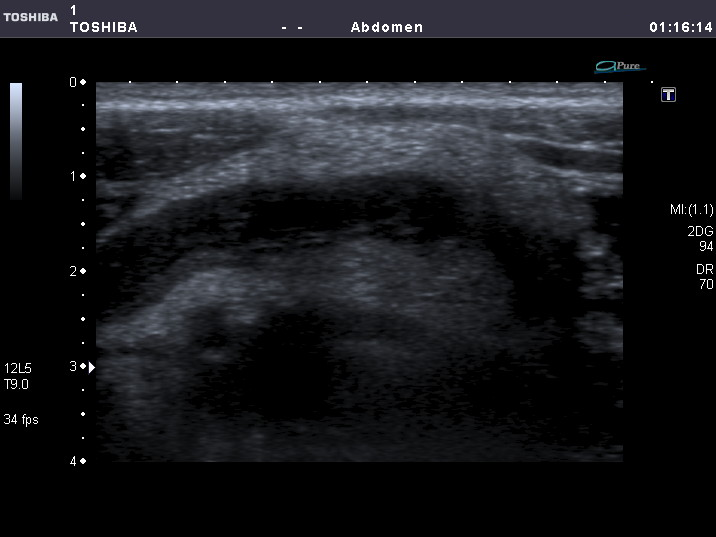 1
TOSHIBA
TOSHIBA - - Abdomen 01:16:14
Pure
0
T
1
MI:(1.1)
2DG
94
2
DR
70
3
12L5
T9.0
34 fps
4